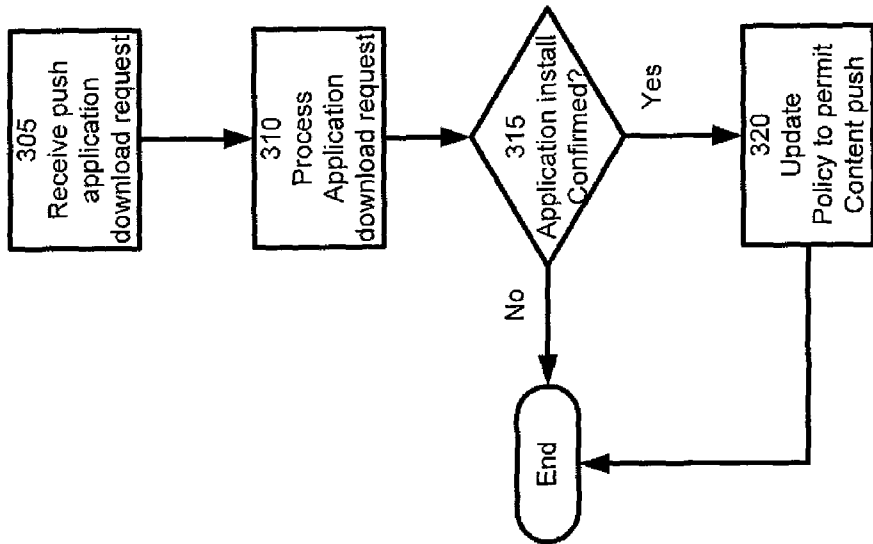 305
Receive push
application
download request
310
Process
Application
download request
315
Application install
Confirmed?
No
Yes
End
320
Update
Policy to permit
Content push